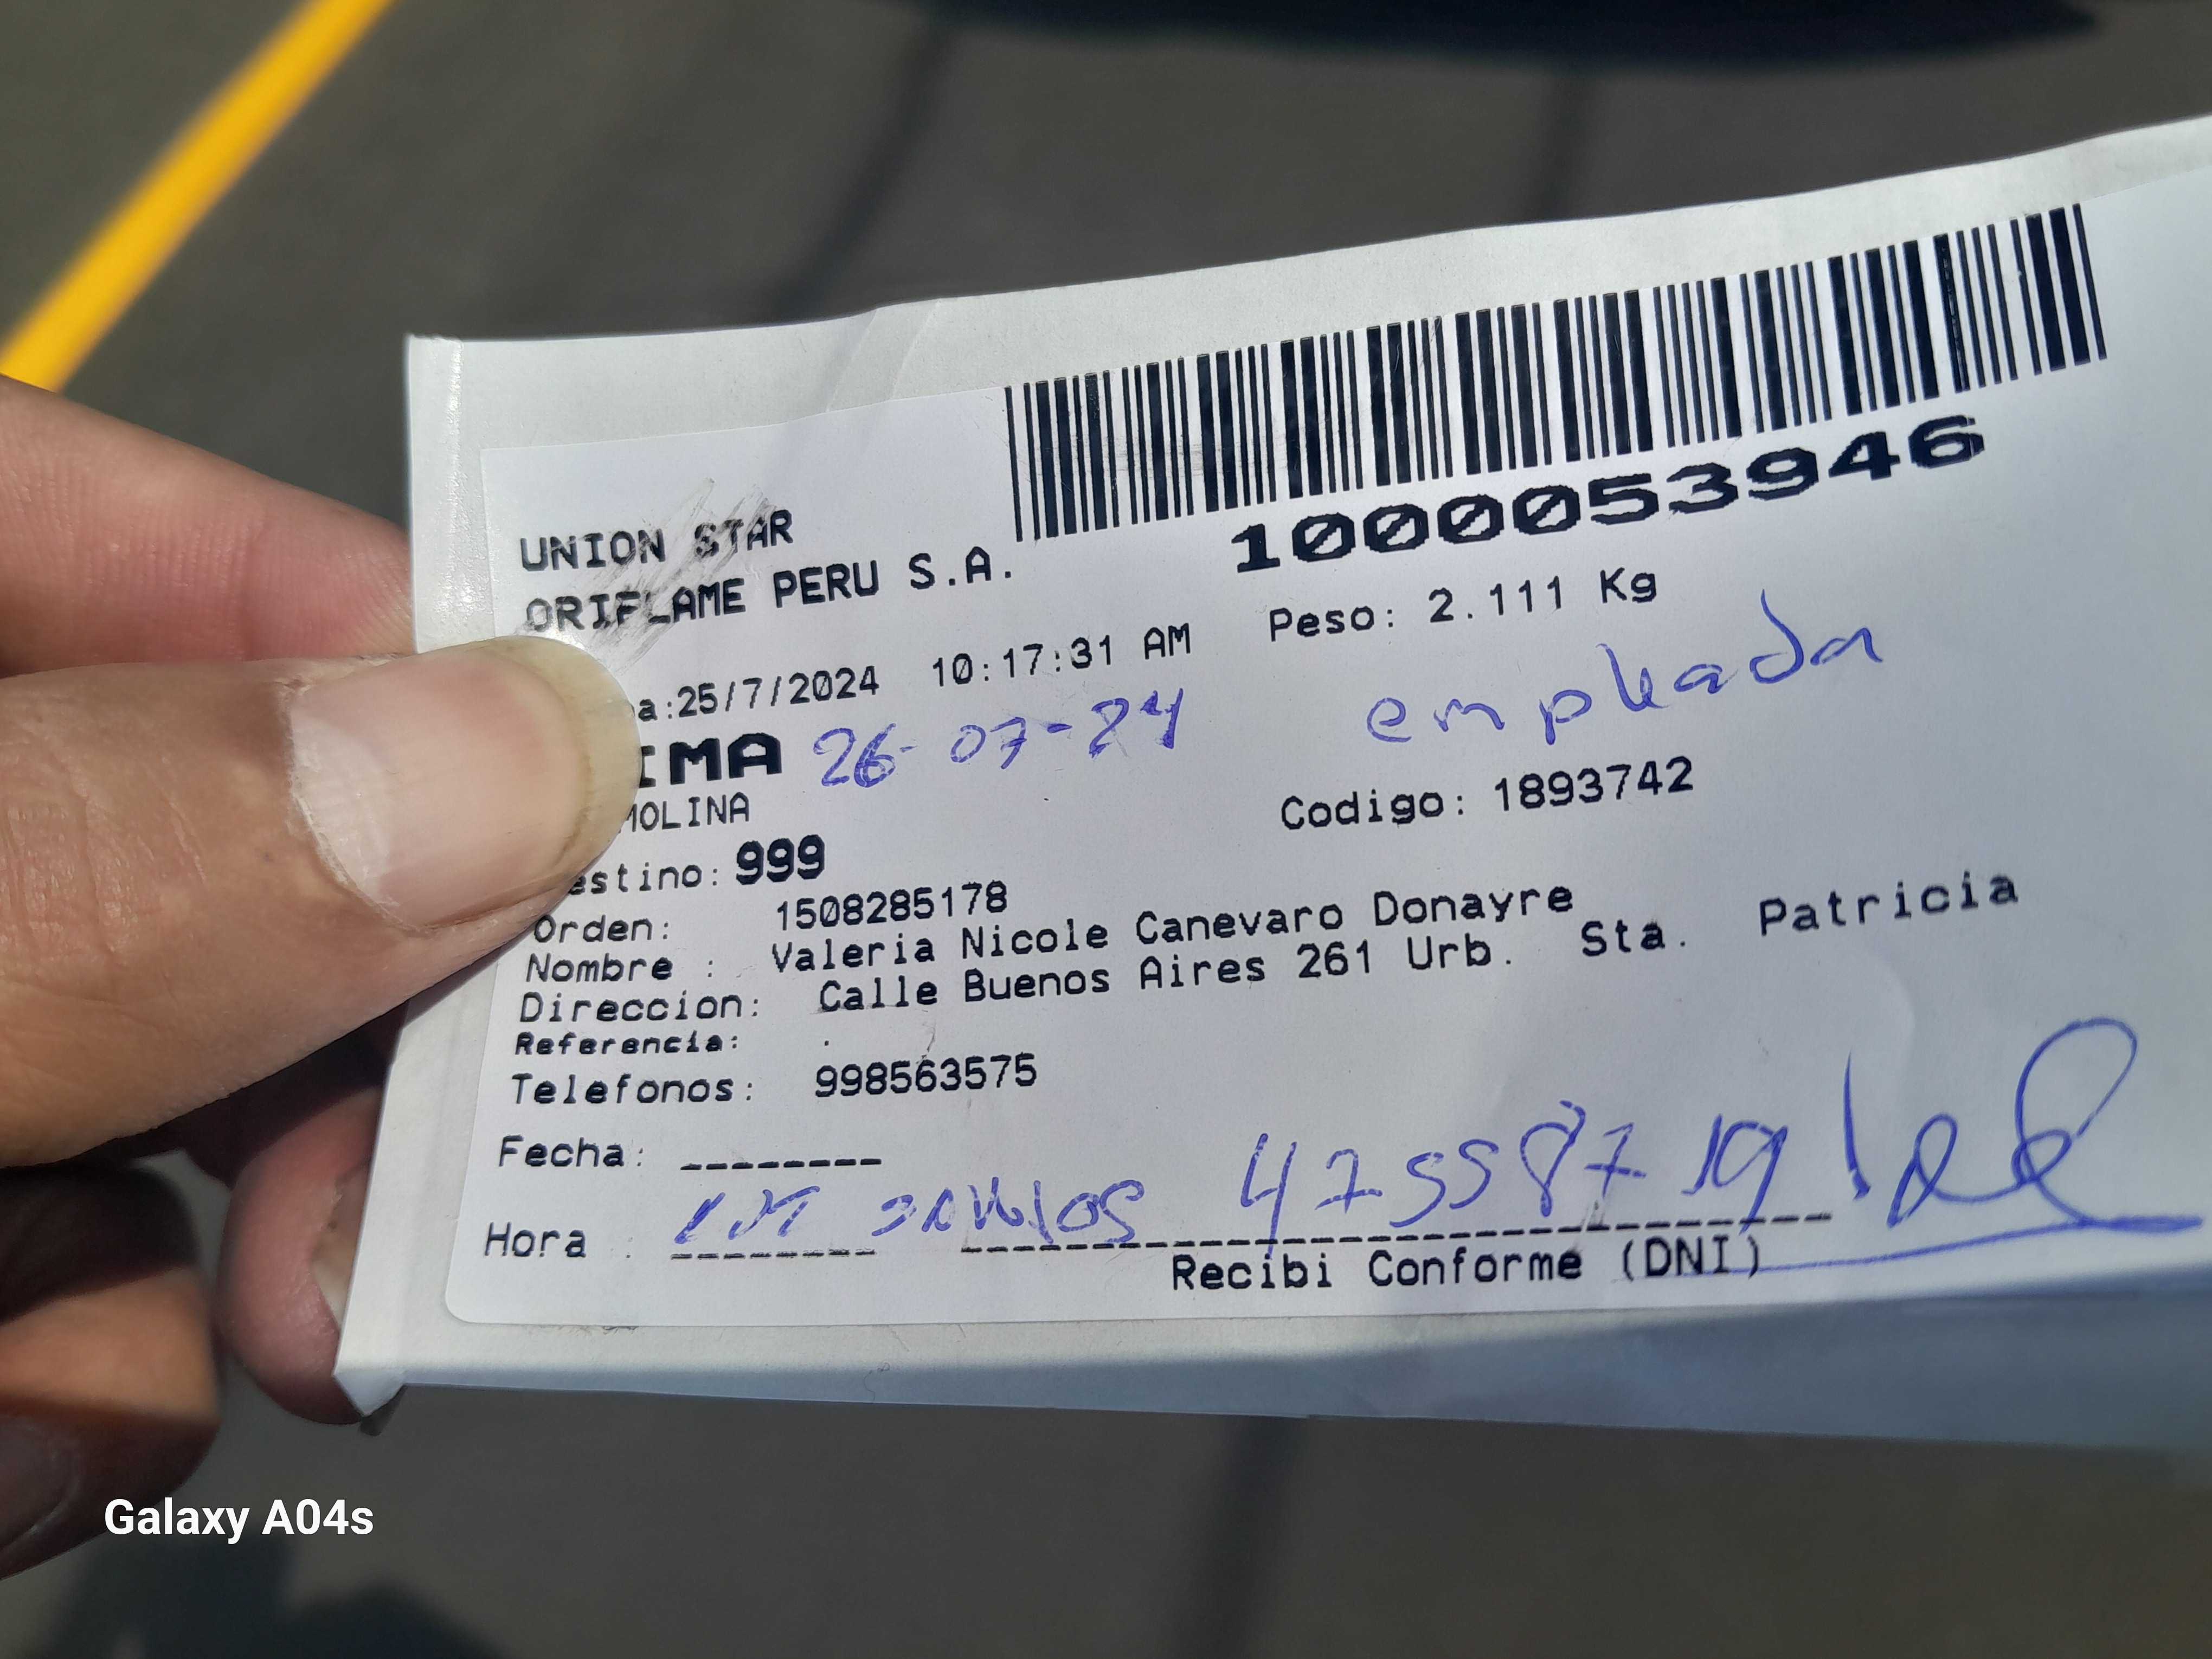 1000053946
UNION STAR
ORIFLAME PERU S.A.
a:25/7/2024 10:17:31 AM Peso: 2.111 Kg
IMA 26-07-24 empleada
MOLINA
Codigo: 1893742
estino: 999
Orden: 1508285178
Nombre : Valeria Nicole Canevaro Donayre
Direccion: Calle Buenos Aires 261 Urb. Sta. Patricia
Referencia: .
Telefonos: 998563575
Fecha: --------
Hora :
Recibi Conforme (DNI)
Galaxy A04s